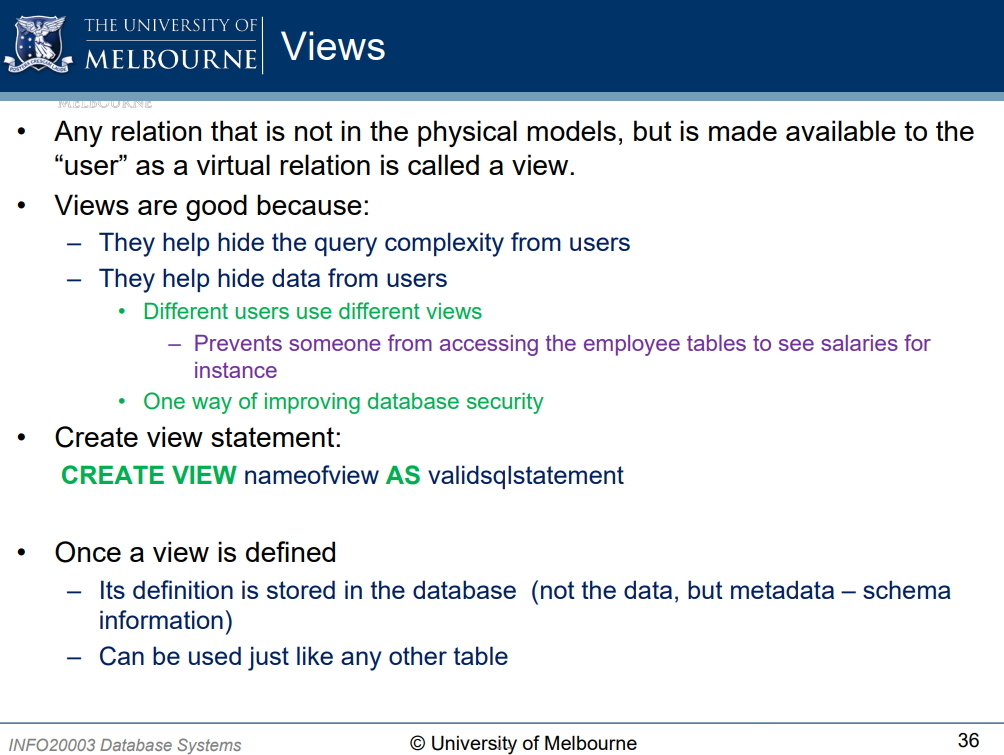 THE UNIVERSITY OF
MELBOURNE
Views
MELBOURNE
• Any relation that is not in the physical models, but is made available to the
“user” as a virtual relation is called a view.
• Views are good because:
– They help hide the query complexity from users
– They help hide data from users
• Different users use different views
– Prevents someone from accessing the employee tables to see salaries for
instance
• One way of improving database security
• Create view statement:
CREATE VIEW nameofview AS validsqlstatement
• Once a view is defined
– Its definition is stored in the database (not the data, but metadata – schema
information)
– Can be used just like any other table
INFO20003 Database Systems
© University of Melbourne
36